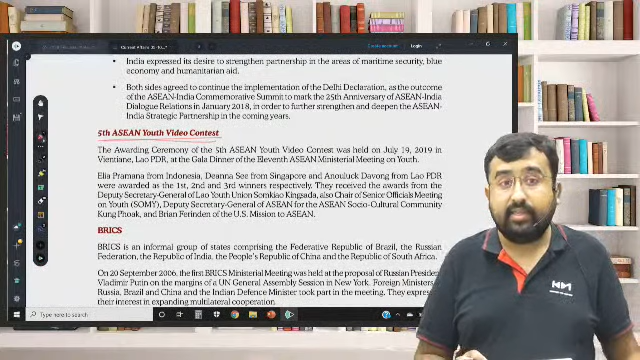 Current Affairs 30-10...
Login
• India expressed its desire to strengthen partnership in the areas of maritime security, blue
economy and humanitarian aid.
• Both sides agreed to continue the implementation of the Delhi Declaration, as the outcome
of the ASEAN-India Commemorative Summit to mark the 25th Anniversary of ASEAN-India
Dialogue Relations in January 2018, in order to further strengthen and deepen the ASEAN-
India Strategic Partnership in the coming years.
5th ASEAN Youth Video Contest
The Awarding Ceremony of the 5th ASEAN Youth Video Contest was held on July 19, 2019 in
Vientiane, Lao PDR, at the Gala Dinner of the Eleventh ASEAN Ministerial Meeting on Youth.
Elia Pramana from Indonesia, Deanna See from Singapore and Anouluck Davong from Lao PDR
were awarded as the 1st, 2nd and 3rd winners respectively. They received the awards from the
Deputy Secretary-General of Lao Youth Union Somkiao Kingsada, also Chair of Senior Officials Meeting
on Youth (SOMY), Deputy Secretary-General of ASEAN for the ASEAN Socio-Cultural Community
Kung Phoak, and Brian Ferinden of the U.S. Mission to ASEAN.
BRICS
BRICS is an informal group of states comprising the Federative Republic of Brazil, the Russian
Federation, the Republic of India, the People's Republic of China and the Republic of South Africa.
On 20 September 2006, the first BRICS Ministerial Meeting was held at the proposal of Russian President
Vladimir Putin on the margins of a UN General Assembly Session in New York. Foreign Ministers
Russia, Brazil and China and the Indian Defence Minister took part in the meeting. They express
their interest in expanding multilateral cooperation.
Type here to search